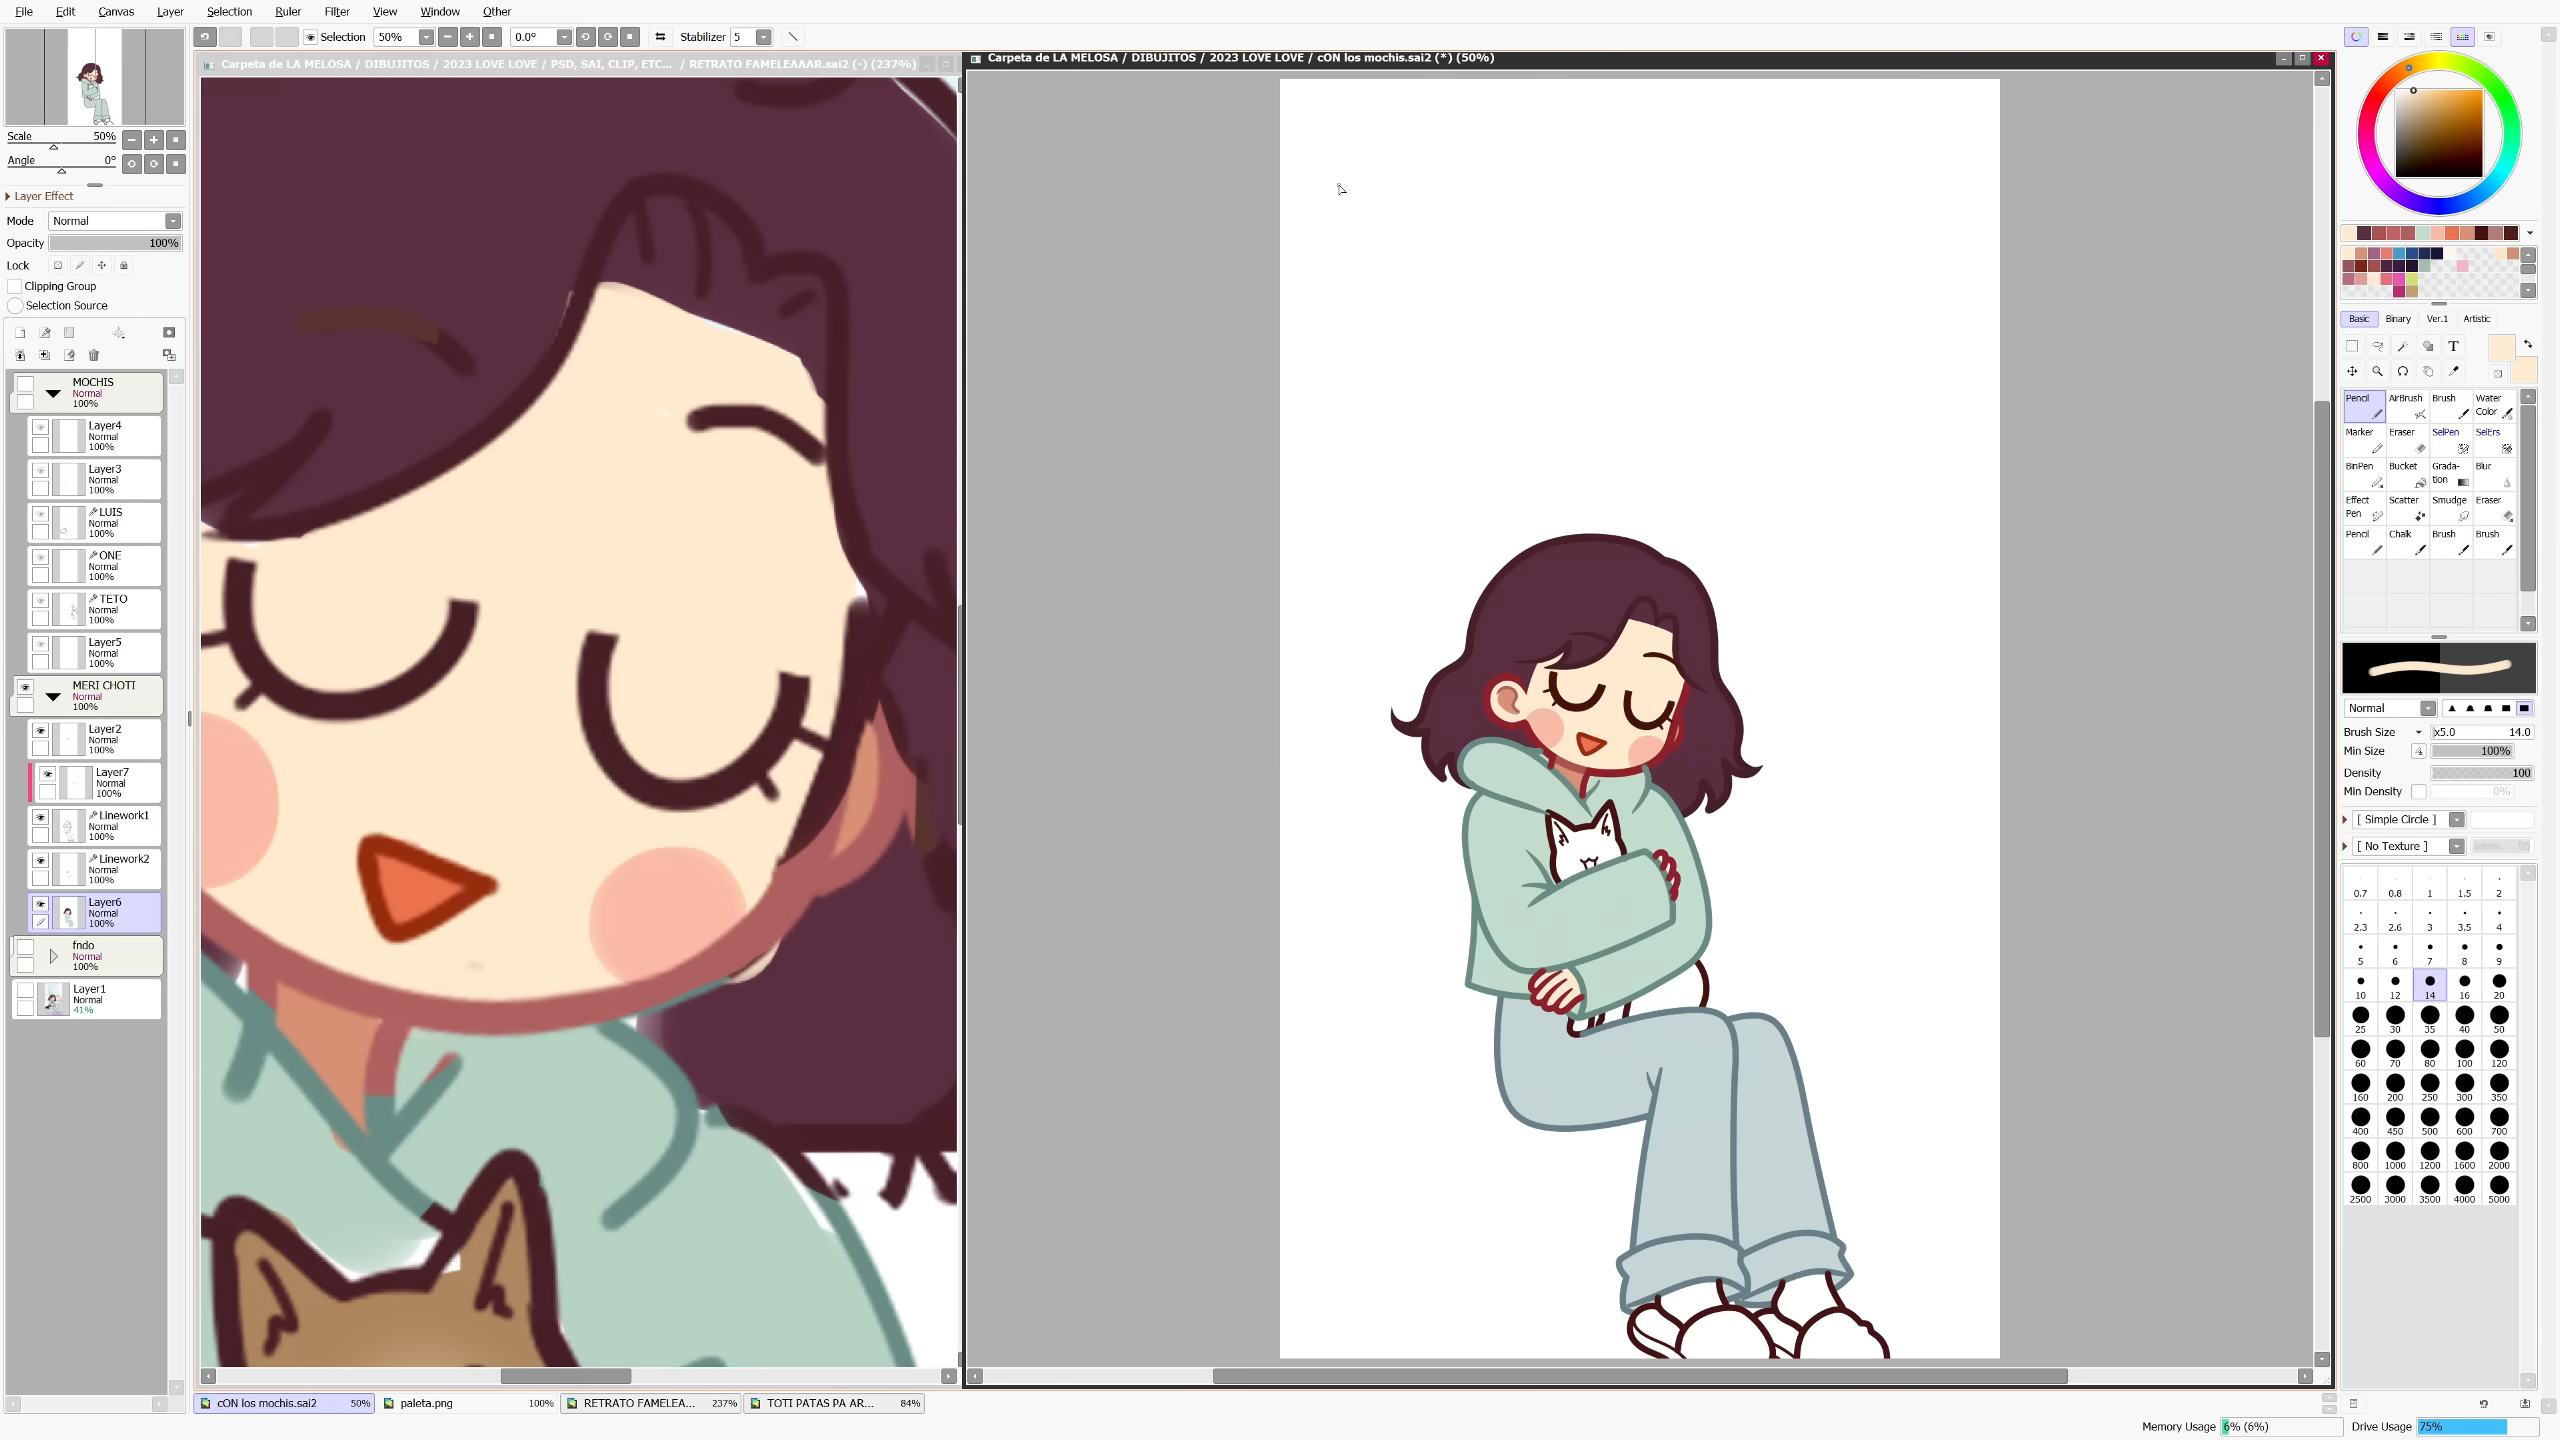 File Edit Canvas Layer Selection Ruler Filter View Window Other
Selection 50% 0.0° Stabilizer 5
Carpeta de LA MELOSA / DIBUJITOS / 2023 LOVE LOVE / PSD, SAI, CLIP, ETC... / RETRATO FAMELEAAAR.sai2 (-) (237%)
Carpeta de LA MELOSA / DIBUJITOS / 2023 LOVE LOVE / cON los mochis.sai2 (*) (50%)
Scale 50%
Angle 0°
Layer Effect
Mode Normal
Opacity 100%
Lock
Clipping Group
Selection Source
MOCHIS
Normal
100%
Layer4
Normal
100%
Layer3
Normal
100%
LUIS
Normal
100%
ONE
Normal
100%
TETO
Normal
100%
Layer5
Normal
100%
MERI CHOTI
Normal
100%
Layer2
Normal
100%
Layer7
Normal
100%
Linework1
Normal
100%
Linework2
Normal
100%
Layer6
Normal
100%
fndo
Normal
100%
Layer1
Normal
41%
Basic Binary Ver.1 Artistic
T
Pencil AirBrush Brush Water Color
Marker Eraser SelPen SelErs
BinPen Bucket Grada-tion Blur
Effect Pen Scatter Smudge Eraser
Pencil Chalk Brush Brush
Normal
Brush Size x5.0 14.0
Min Size 100%
Density 100
Min Density 0%
[ Simple Circle ]
[ No Texture ] Intens. 95
0.7 0.8 1 1.5 2
2.3 2.6 3 3.5 4
5 6 7 8 9
10 12 14 16 20
25 30 35 40 50
60 70 80 100 120
160 200 250 300 350
400 450 500 600 700
800 1000 1200 1600 2000
2500 3000 3500 4000 5000
cON los mochis.sai2 50% paleta.png 100% RETRATO FAMELEA... 237% TOTI PATAS PA AR... 84%
Memory Usage 6% (6%) Drive Usage 75%